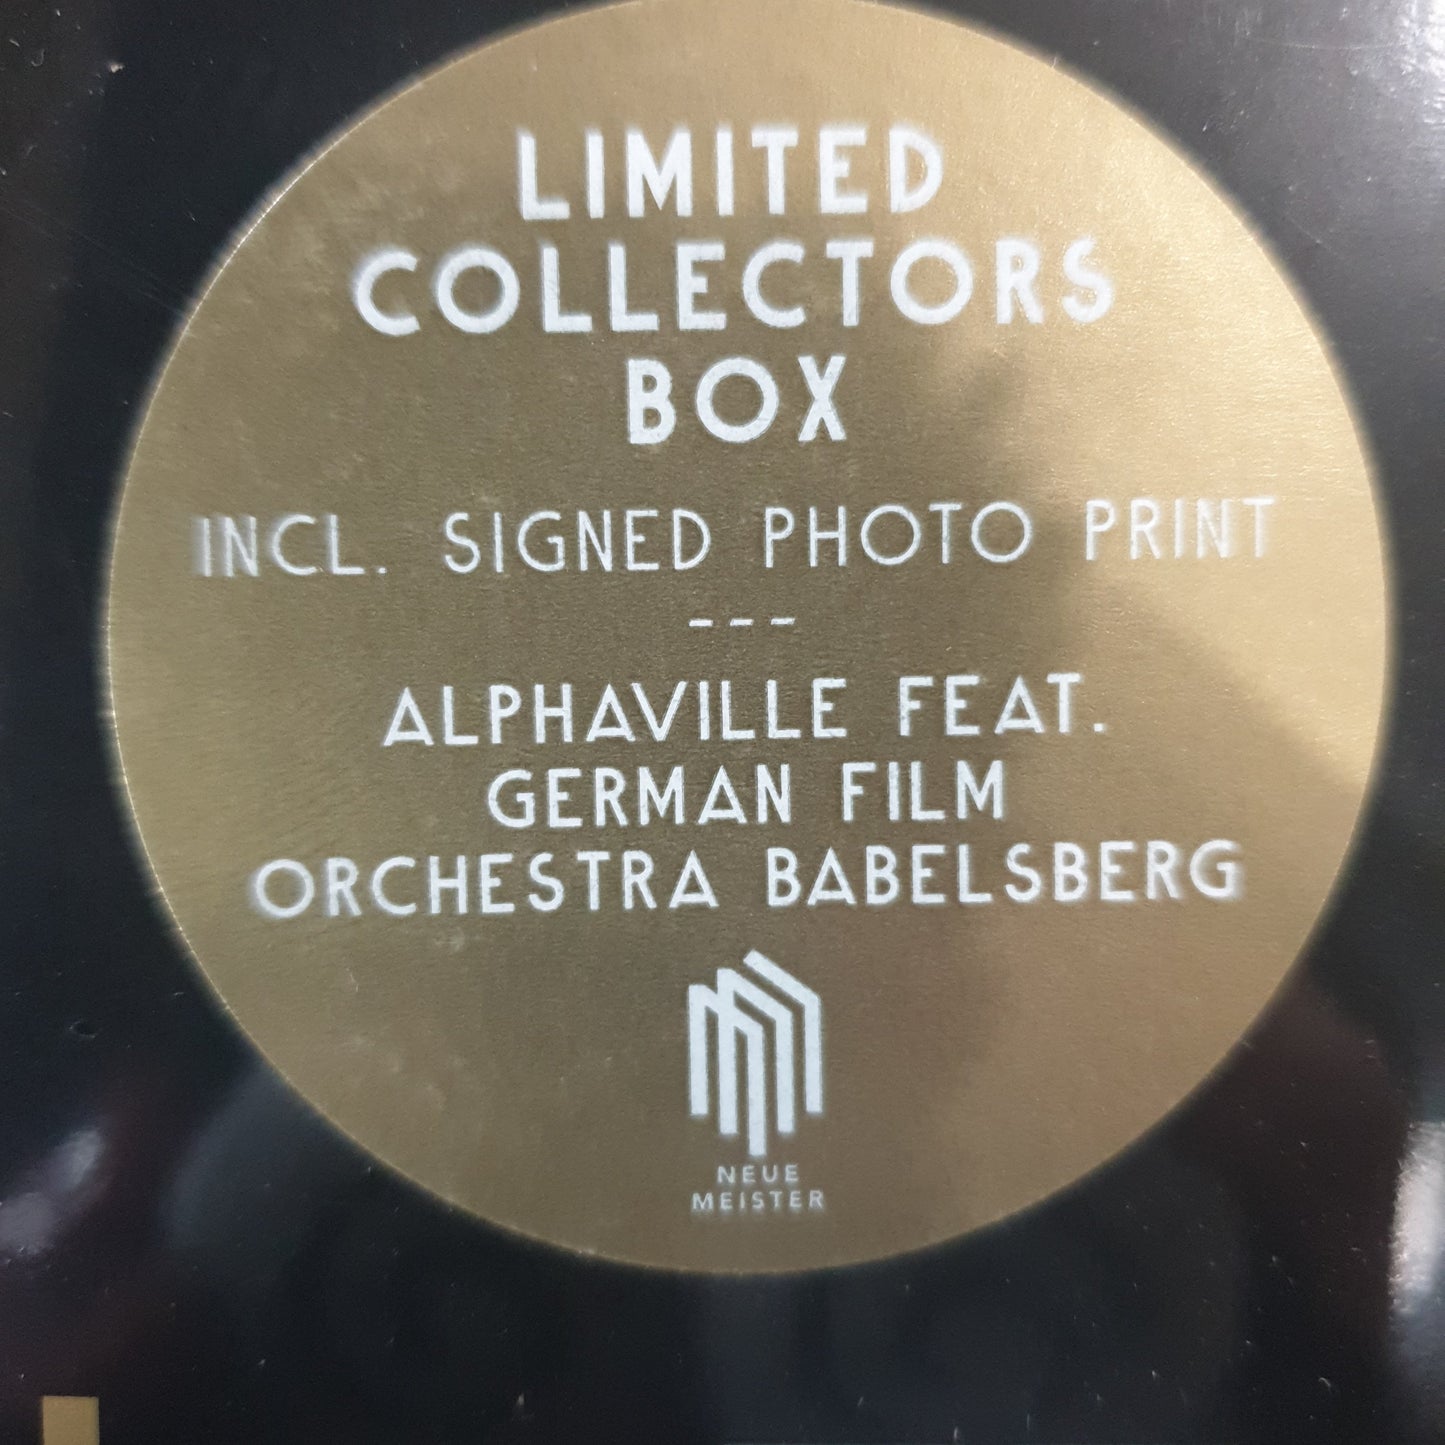 LIMITED
COLLECTORS
BOX
INCL. SIGNED PHOTO PRINT
---
ALPHAVILLE FEAT.
GERMAN FILM
ORCHESTRA BABELSBERG
NEUE
MEISTER